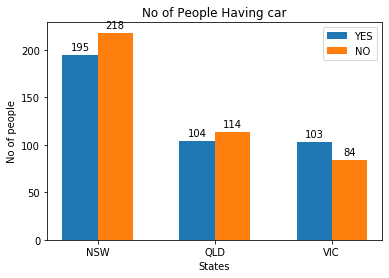 No of People Having car
No of people
250
200
150
100
50
0
195
218
104
114
103
84
YES
NO
NSW
QLD
VIC
States